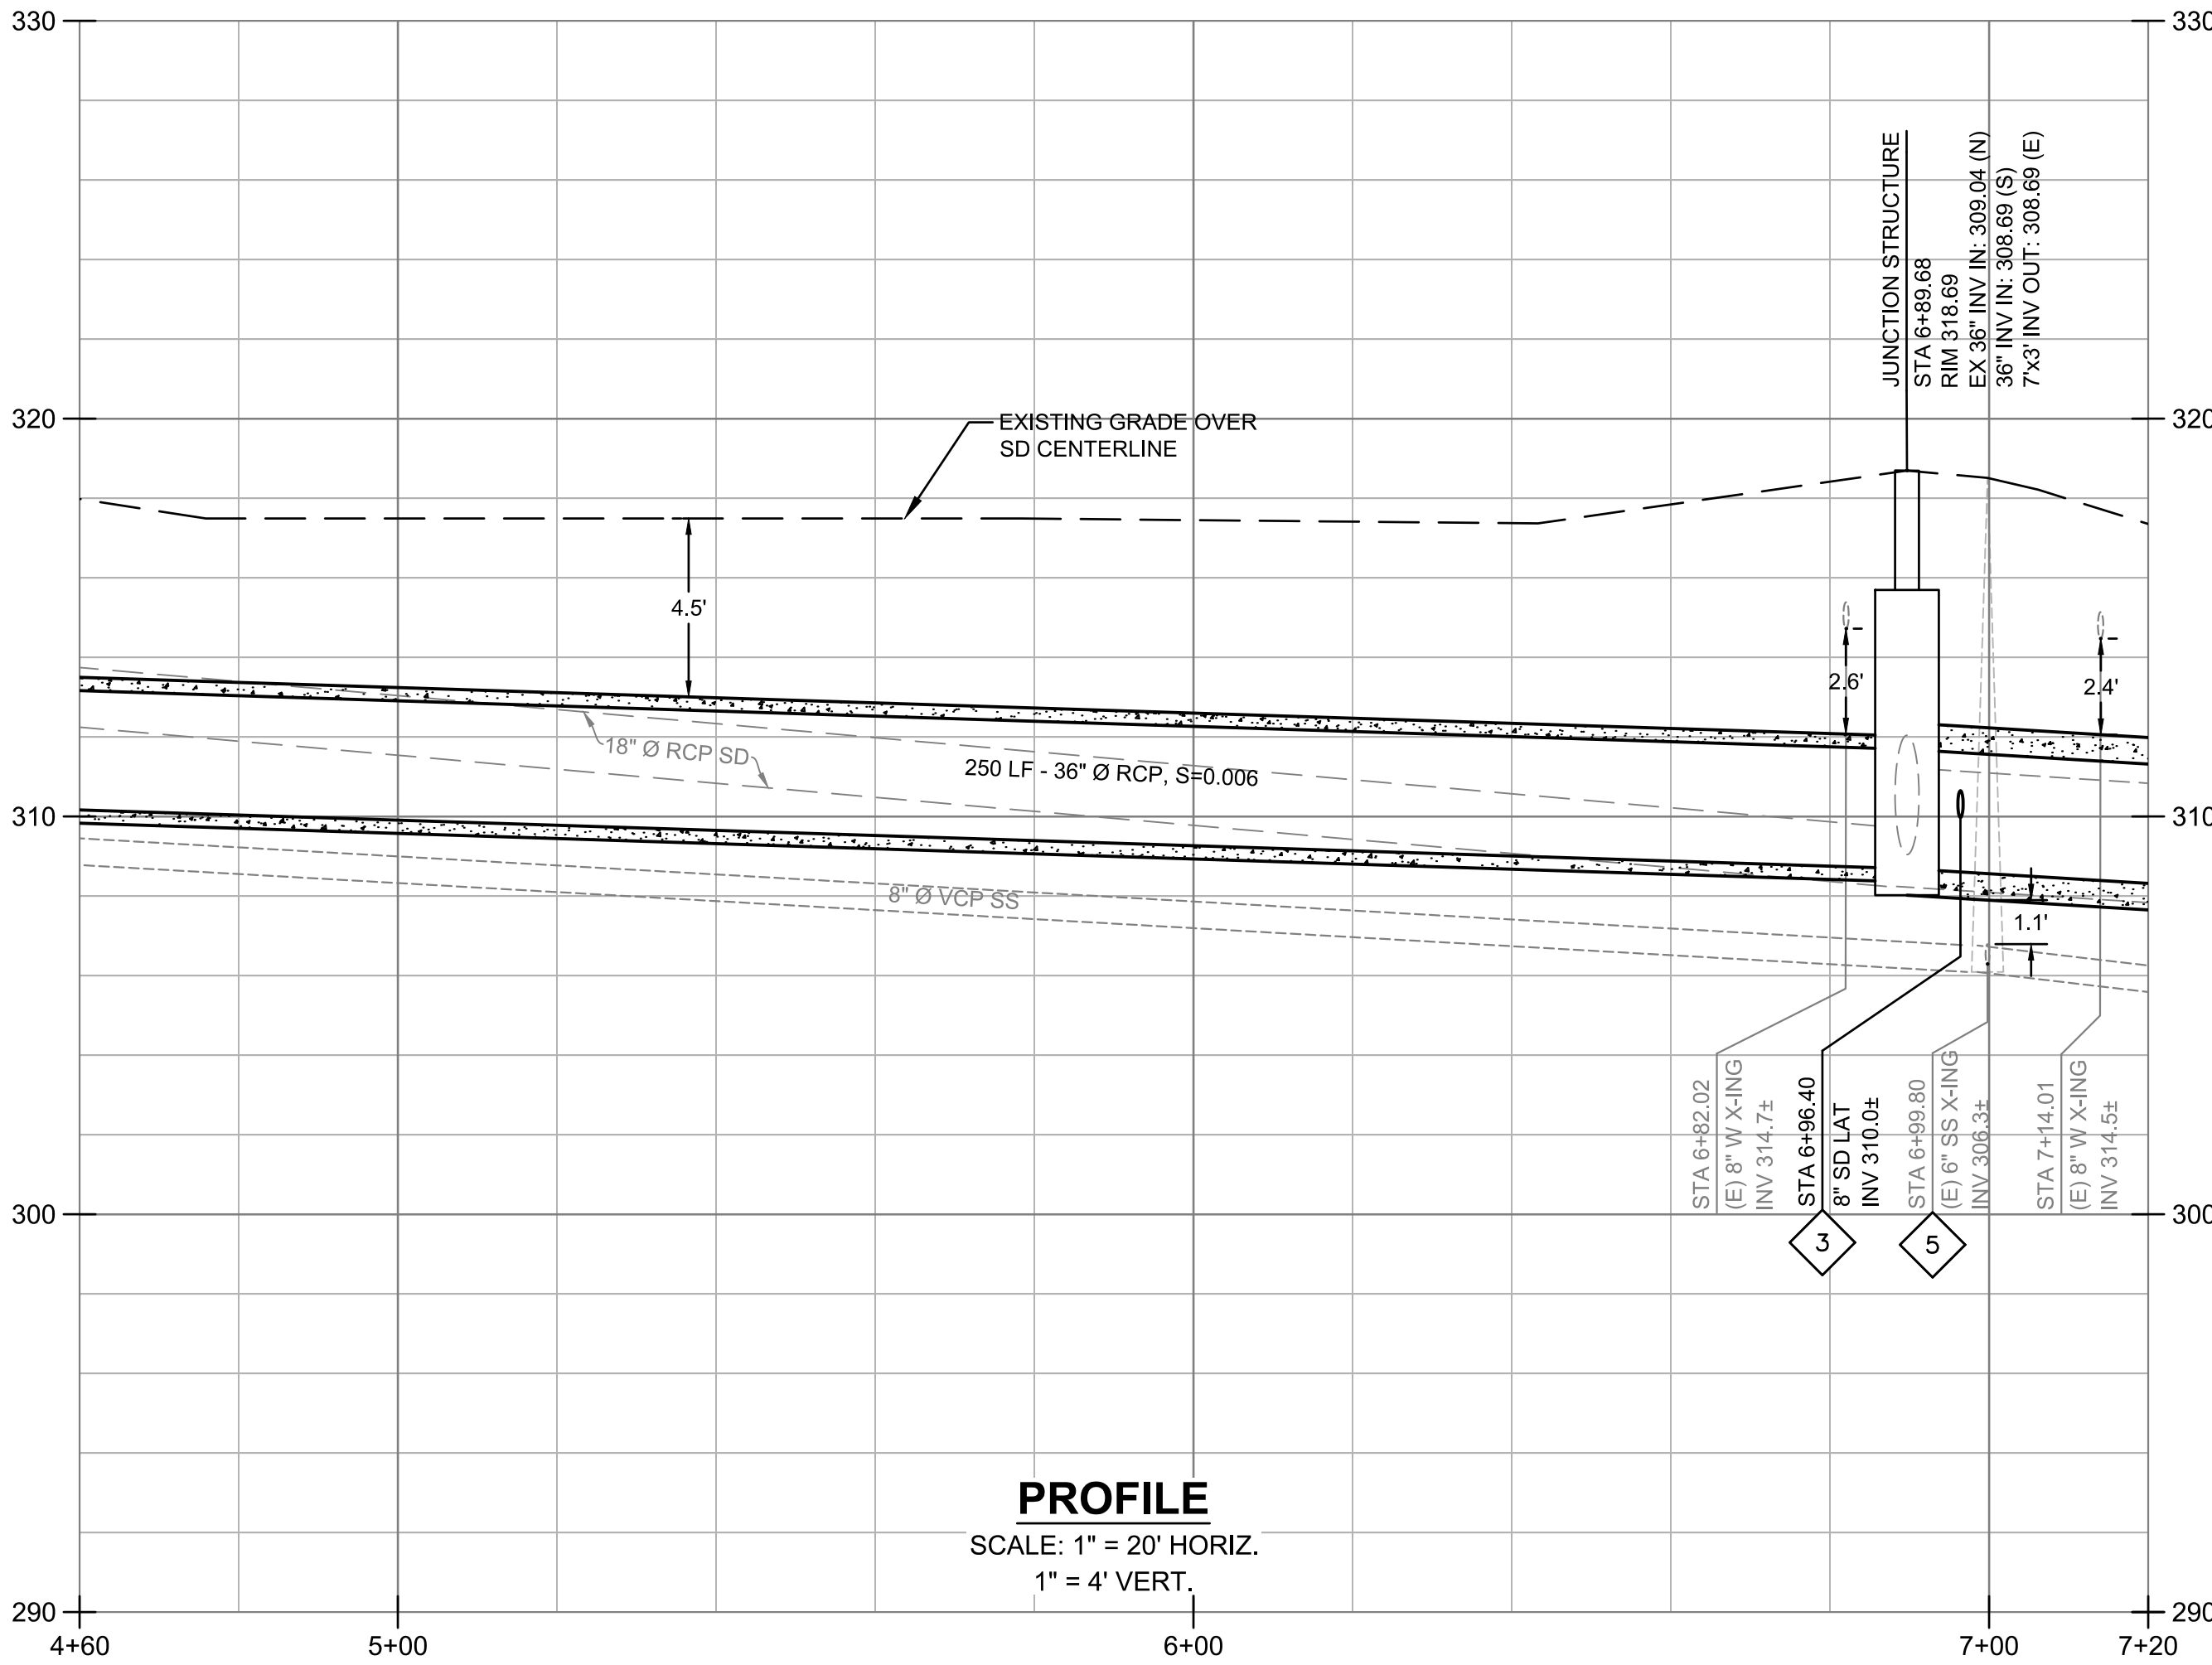 330
330
JUNCTION STRUCTURE
STA 6+89.68
RIM 318.69
EX 36" INV IN: 309.04 (N)
36" INV IN: 308.69 (S)
7'x3' INV OUT: 308.69 (E)
320
320
EXISTING GRADE OVER
SD CENTERLINE
4.5'
2.6'
2.4'
18" Ø RCP SD
250 LF - 36" Ø RCP, S=0.006
310
310
8" Ø VCP SS
1.1'
STA 6+82.02
(E) 8" W X-ING
INV 314.7±
STA 6+96.40
8" SD LAT
INV 310.0±
STA 6+99.80
(E) 6" SS X-ING
INV 306.3±
STA 7+14.01
(E) 8" W X-ING
INV 314.5±
300
300
3
5
PROFILE
SCALE: 1" = 20' HORIZ.
1" = 4' VERT.
290
290
4+60
5+00
6+00
7+00
7+20